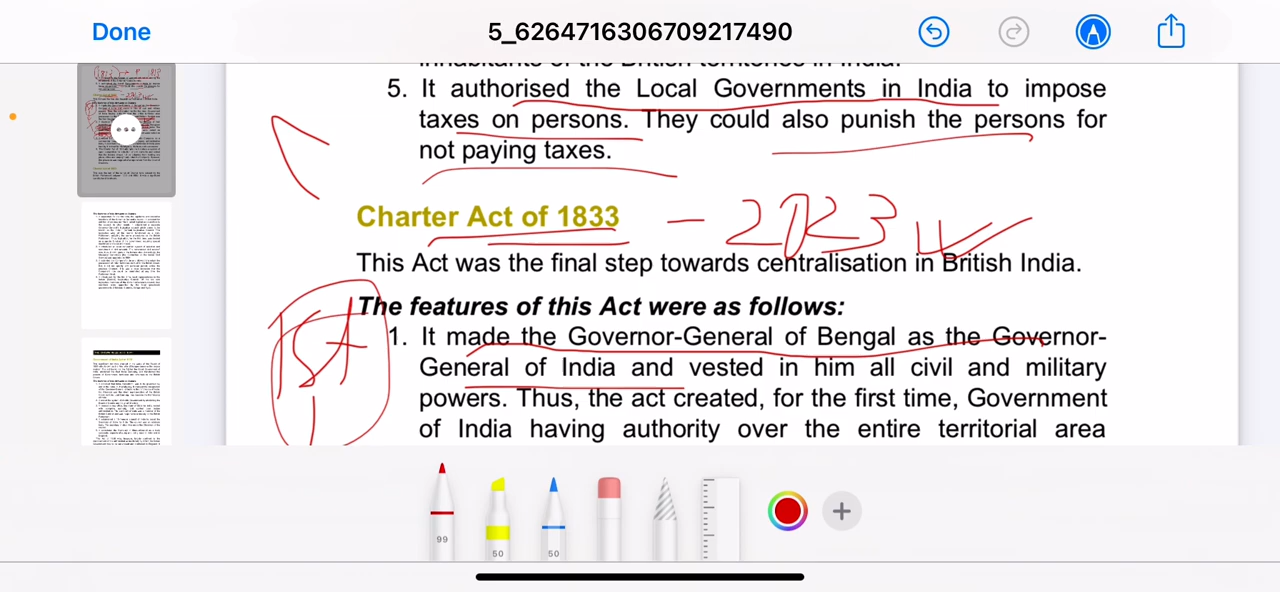 Done
5_6264716306709217490
5. It authorised the Local Governments in India to impose
taxes on persons. They could also punish the persons for
not paying taxes.
Charter Act of 1833 - 2023
This Act was the final step towards centralisation in British India.
The features of this Act were as follows:
1. It made the Governor-General of Bengal as the Governor-
General of India and vested in him all civil and military
powers. Thus, the act created, for the first time, Government
of India having authority over the entire territorial area
99
50
50